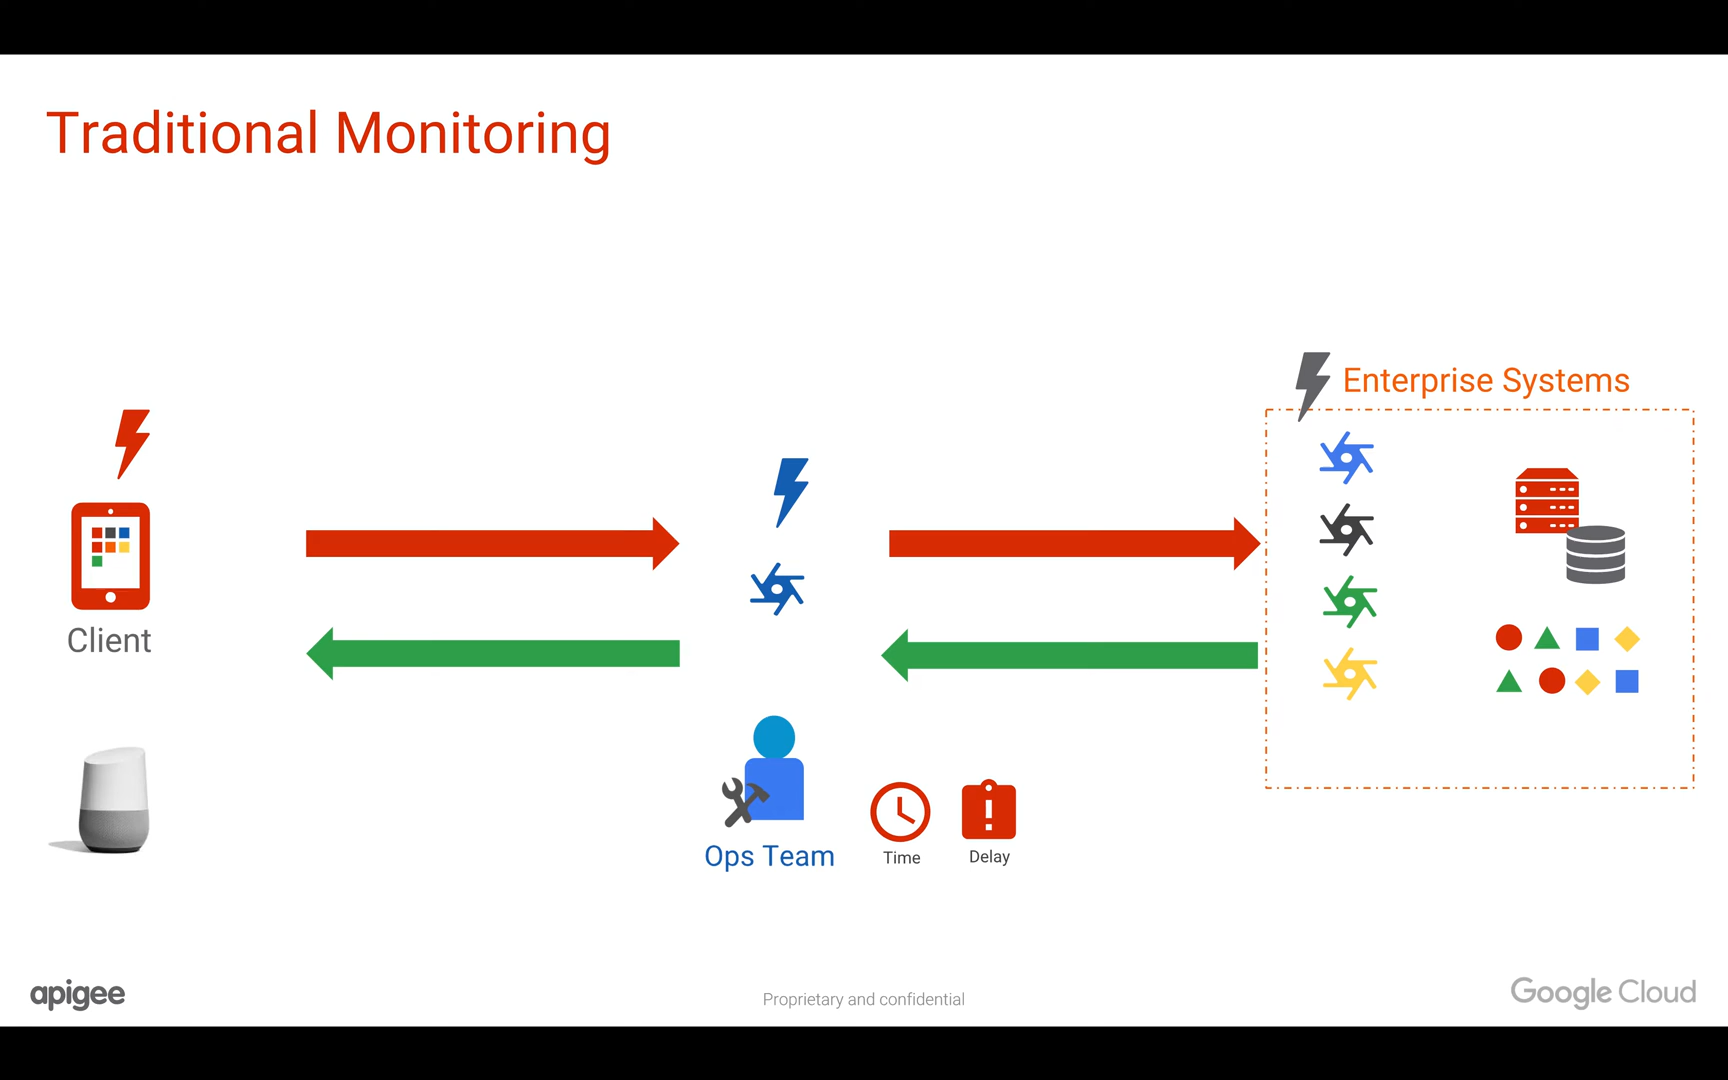 Traditional Monitoring
Enterprise Systems
Client
Ops Team
Time
Delay
apigee
Proprietary and confidential
Google Cloud